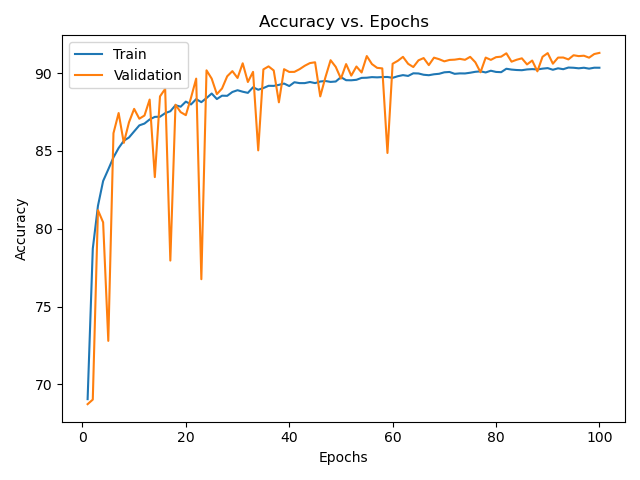 Accuracy vs. Epochs
Train
Validation
90
85
80
75
70
Accuracy
0 20 40 60 80 100
Epochs